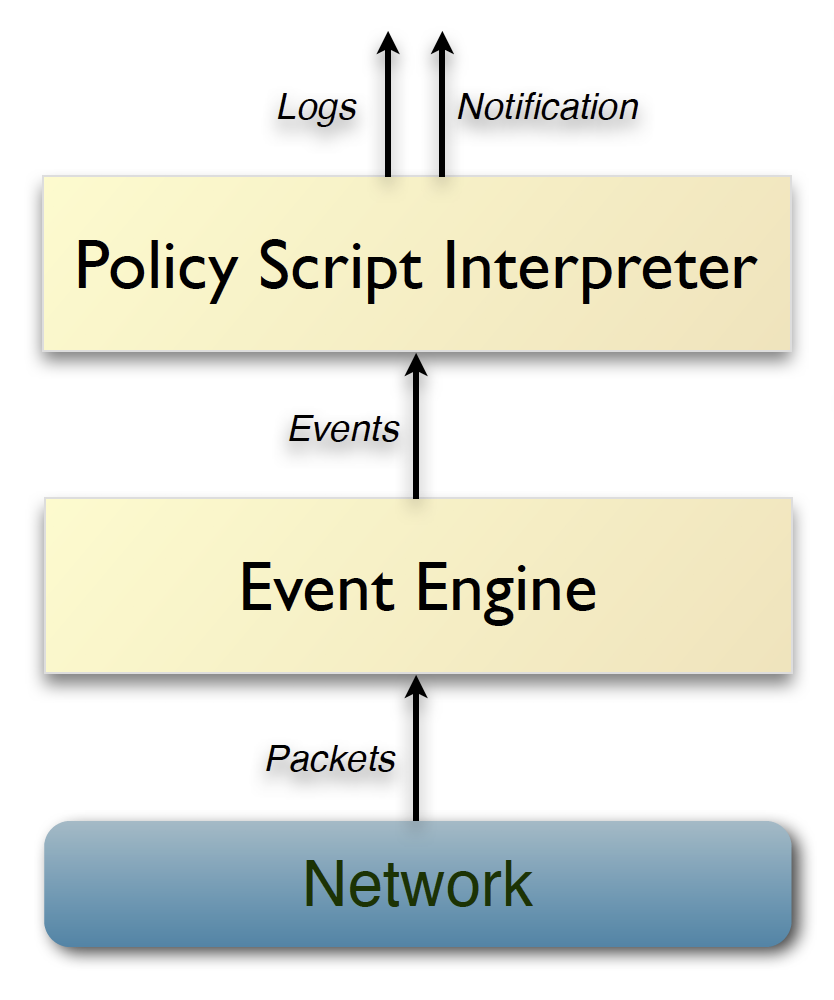 Logs
Notification
Policy Script Interpreter
Events
Event Engine
Packets
Network